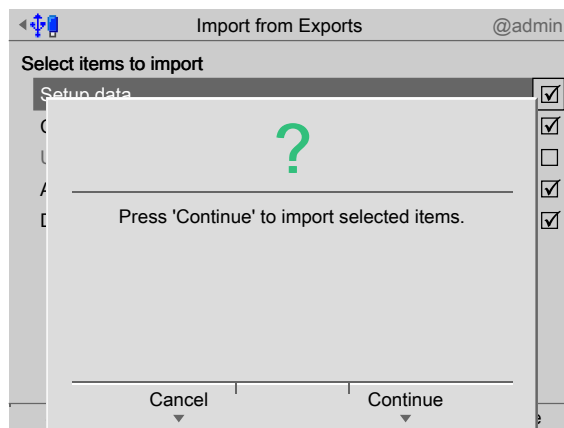 Import from Exports @admin
Select items to import
Setup data
?
Press 'Continue' to import selected items.
Cancel Continue